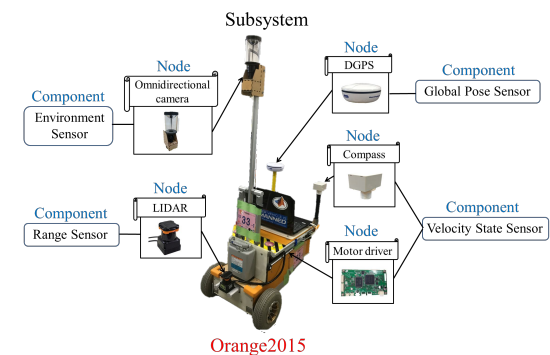 Subsystem
Node
Omnidirectional
camera
Component
Environment
Sensor
Node
DGPS
Component
Global Pose Sensor
Node
Compass
Component
Velocity State Sensor
Node
LIDAR
Component
Range Sensor
Node
Motor driver
33
Orange2015